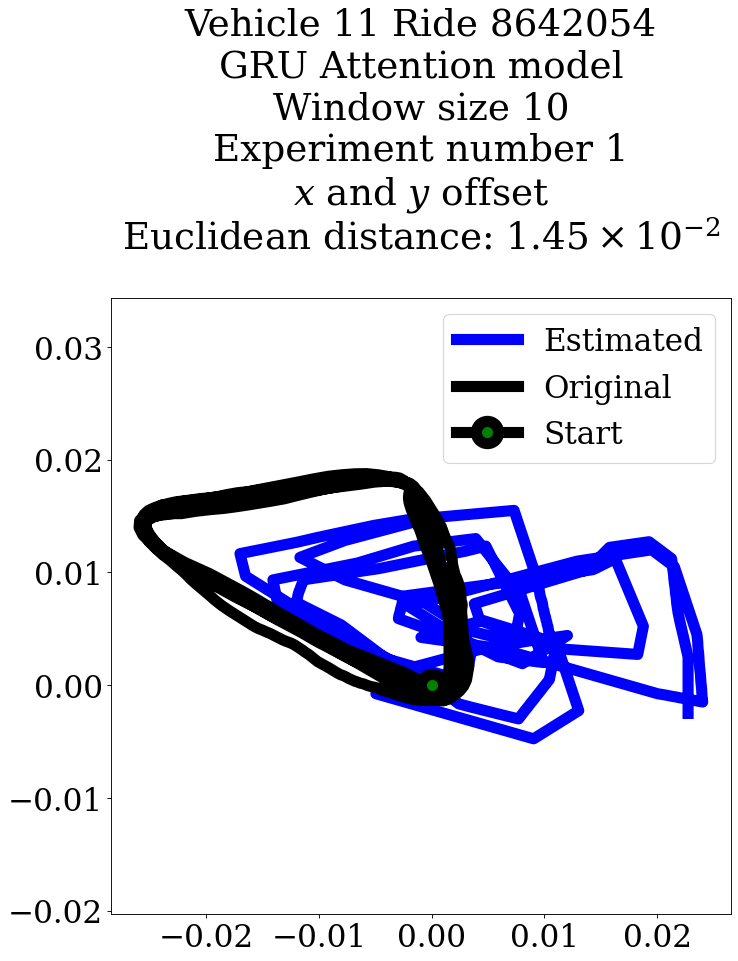 Vehicle 11 Ride 8642054
GRU Attention model
Window size 10
Experiment number 1
x and y offset
Euclidean distance: 1.45 × 10⁻²
Estimated
Original
Start
0.03
0.02
0.01
0.00
−0.01
−0.02
−0.02 −0.01 0.00 0.01 0.02